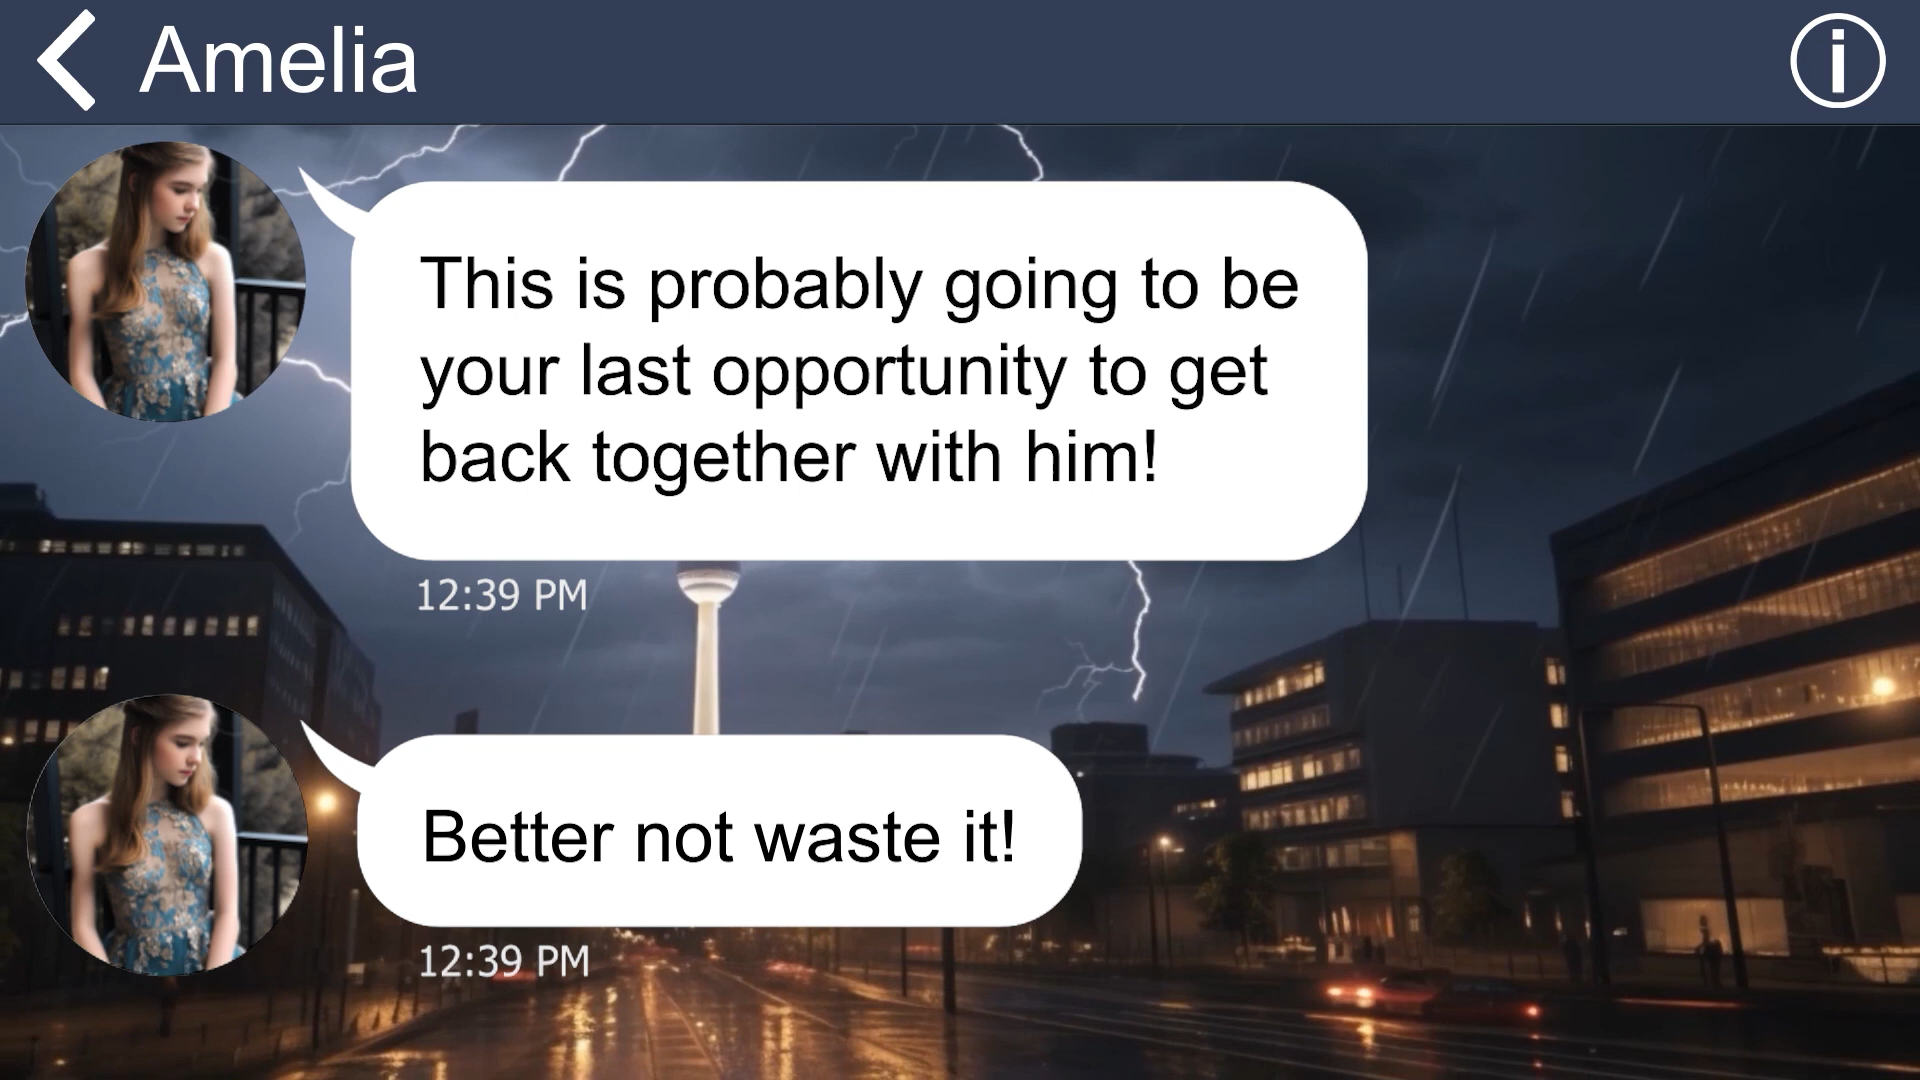 Amelia
This is probably going to be
your last opportunity to get
back together with him!
12:39 PM
Better not waste it!
12:39 PM